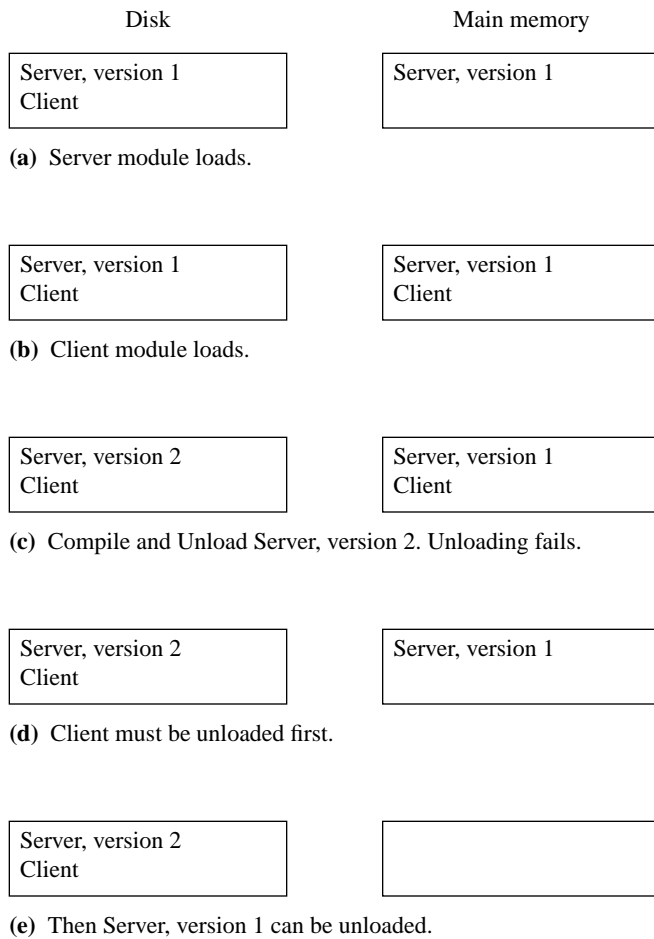 Disk Main memory
Server, version 1 Server, version 1
Client
(a) Server module loads.
Server, version 1 Server, version 1
Client Client
(b) Client module loads.
Server, version 2 Server, version 1
Client Client
(c) Compile and Unload Server, version 2. Unloading fails.
Server, version 2 Server, version 1
Client
(d) Client must be unloaded first.
Server, version 2
Client
(e) Then Server, version 1 can be unloaded.